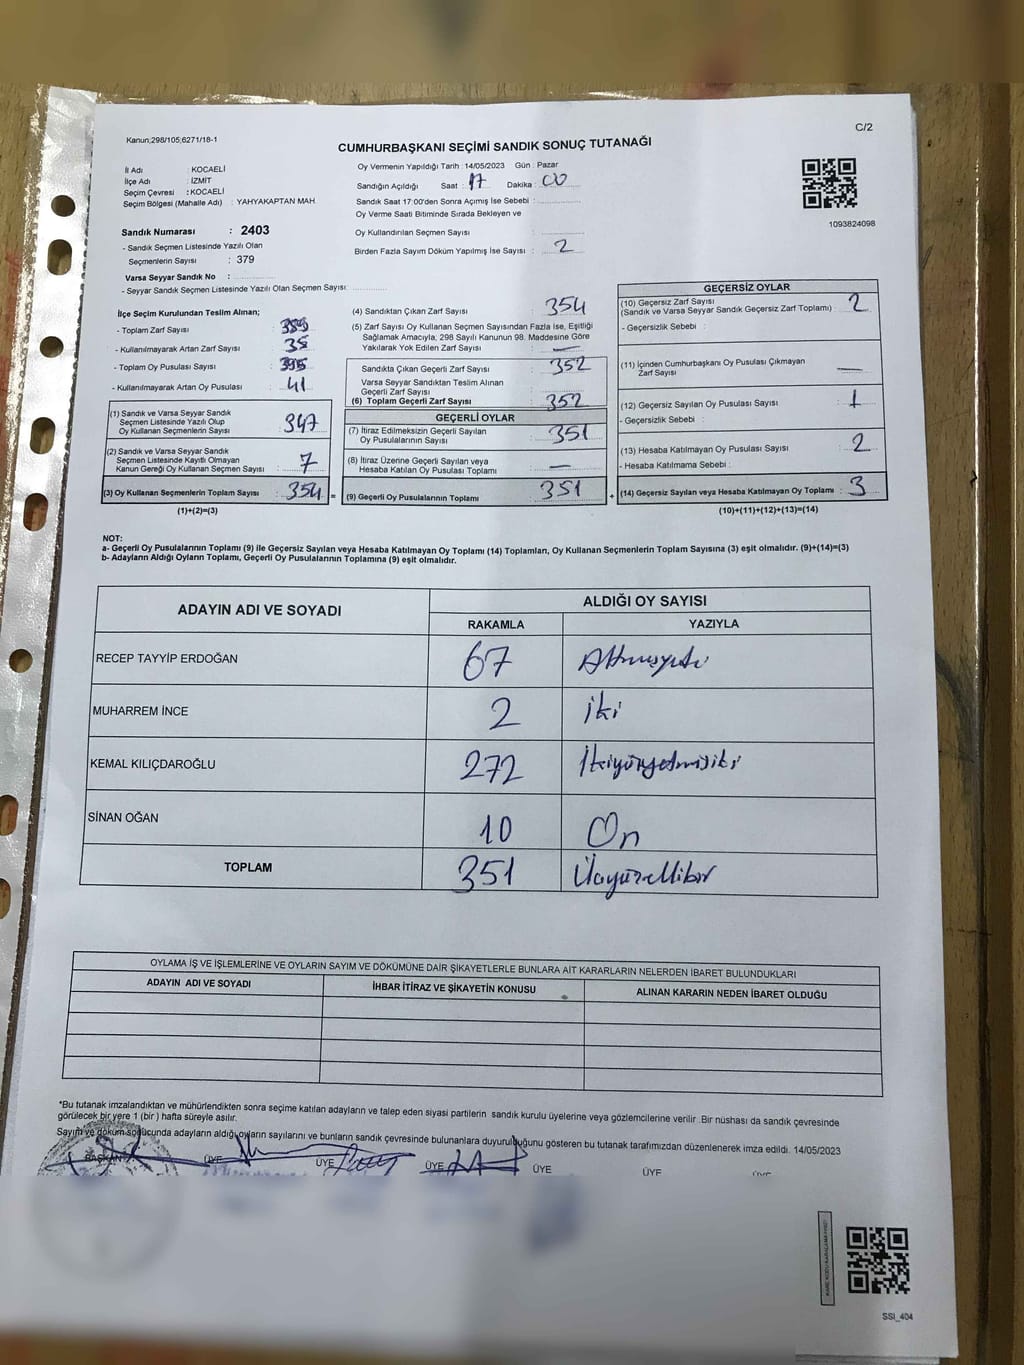 Kanun;298/105,6271/18-1
C/2
CUMHURBAŞKANI SEÇİMİ SANDIK SONUÇ TUTANAĞI
Oy Vermenin Yapıldığı Tarih : 14/05/2023 Gün : Pazar
İl Adı : KOCAELİ
İlçe Adı : İZMİT
Seçim Çevresi : KOCAELİ
Seçim Bölgesi (Mahalle Adı) : YAHYAKAPTAN MAH.
Sandığın Açıldığı Saat : 17 Dakika : 00
Sandık Saat 17:00'den Sonra Açımış İse Sebebi :
Oy Verme Saati Bitiminde Sırada Bekleyen ve
Oy Kullandırılan Seçmen Sayısı :
Birden Fazla Sayım Döküm Yapılmış İse Sayısı : 2
1093824098
Sandık Numarası : 2403
- Sandık Seçmen Listesinde Yazılı Olan
Seçmenlerin Sayısı : 379
Varsa Seyyar Sandık No :
- Seyyar Sandık Seçmen Listesinde Yazılı Olan Seçmen Sayısı:
İlçe Seçim Kurulundan Teslim Alınan;
- Toplam Zarf Sayısı :
- Kullanılmayarak Artan Zarf Sayısı : 35
- Toplam Oy Pusulası Sayısı : 395
- Kullanılmayarak Artan Oy Pusulası : 41
(1) Sandık ve Varsa Seyyar Sandık
Seçmen Listesinde Yazılı Olup
Oy Kullanan Seçmenlerin Sayısı : 347
(2) Sandık ve Varsa Seyyar Sandık
Seçmen Listesinde Kayıtlı Olmayan
Kanun Gereği Oy Kullanan Seçmen Sayısı : 7
(3) Oy Kullanan Seçmenlerin Toplam Sayısı : 354 =
(1)+(2)=(3)
(4) Sandıktan Çıkan Zarf Sayısı : 354
(5) Zarf Sayısı Oy Kullanan Seçmen Sayısından Fazla İse, Eşitliği
Sağlamak Amacıyla, 298 Sayılı Kanunun 98. Maddesine Göre
Yakılarak Yok Edilen Zarf Sayısı : —
Sandıkta Çıkan Geçerli Zarf Sayısı : 352
Varsa Seyyar Sandıktan Teslim Alınan
Geçerli Zarf Sayısı :
(6) Toplam Geçerli Zarf Sayısı : 352
GEÇERLİ OYLAR
(7) İtiraz Edilmeksizin Geçerli Sayılan
Oy Pusulalarının Sayısı : 351
(8) İtiraz Üzerine Geçerli Sayılan veya
Hesaba Katılan Oy Pusulası Toplamı : —
(9) Geçerli Oy Pusulalarının Toplamı : 351 +
GEÇERSİZ OYLAR
(10) Geçersiz Zarf Sayısı
(Sandık ve Varsa Seyyar Sandık Geçersiz Zarf Toplamı) : 2
- Geçersizlik Sebebi :
(11) İçinden Cumhurbaşkanı Oy Pusulası Çıkmayan
Zarf Sayısı : —
(12) Geçersiz Sayılan Oy Pusulası Sayısı : 1
- Geçersizlik Sebebi :
(13) Hesaba Katılmayan Oy Pusulası Sayısı : 2
- Hesaba Katılmama Sebebi :
(14) Geçersiz Sayılan veya Hesaba Katılmayan Oy Toplamı : 3
(10)+(11)+(12)+(13)=(14)
NOT:
a- Geçerli Oy Pusulalarının Toplamı (9) ile Geçersiz Sayılan veya Hesaba Katılmayan Oy Toplamı (14) Toplamları, Oy Kullanan Seçmenlerin Toplam Sayısına (3) eşit olmalıdır. (9)+(14)=(3)
b- Adayların Aldığı Oyların Toplamı, Geçerli Oy Pusulalarının Toplamına (9) eşit olmalıdır.
ADAYIN ADI VE SOYADI
ALDIĞI OY SAYISI
RAKAMLA YAZIYLA
RECEP TAYYİP ERDOĞAN 67 Altmışyedi
MUHARREM İNCE 2 İki
KEMAL KILIÇDAROĞLU 272 İkiyüzyetmişiki
SİNAN OĞAN 10 On
TOPLAM 351 Üçyüzellibir
OYLAMA İŞ VE İŞLEMLERİNE VE OYLARIN SAYIM VE DÖKÜMÜNE DAİR ŞİKAYETLERLE BUNLARA AİT KARARLARIN NELERDEN İBARET BULUNDUKLARI
ADAYIN ADI VE SOYADI İHBAR İTİRAZ VE ŞİKAYETİN KONUSU ALINAN KARARIN NEDEN İBARET OLDUĞU
*Bu tutanak imzalandıktan ve mühürlendikten sonra seçime katılan adayların ve talep eden siyasi partilerin sandık kurulu üyelerine veya gözlemcilerine verilir. Bir nüshası da sandık çevresinde
görülecek bir yere 1 (bir) hafta süreyle asılır.
Sayım ve döküm sonucunda adayların aldığı oyların sayılarını ve bunların sandık çevresinde bulunanlara duyurulduğunu gösteren bu tutanak tarafımızdan düzenlenerek imza edildi. 14/05/2023
BAŞKAN ÜYE ÜYE ÜYE ÜYE ÜYE ÜYE
SSI_404